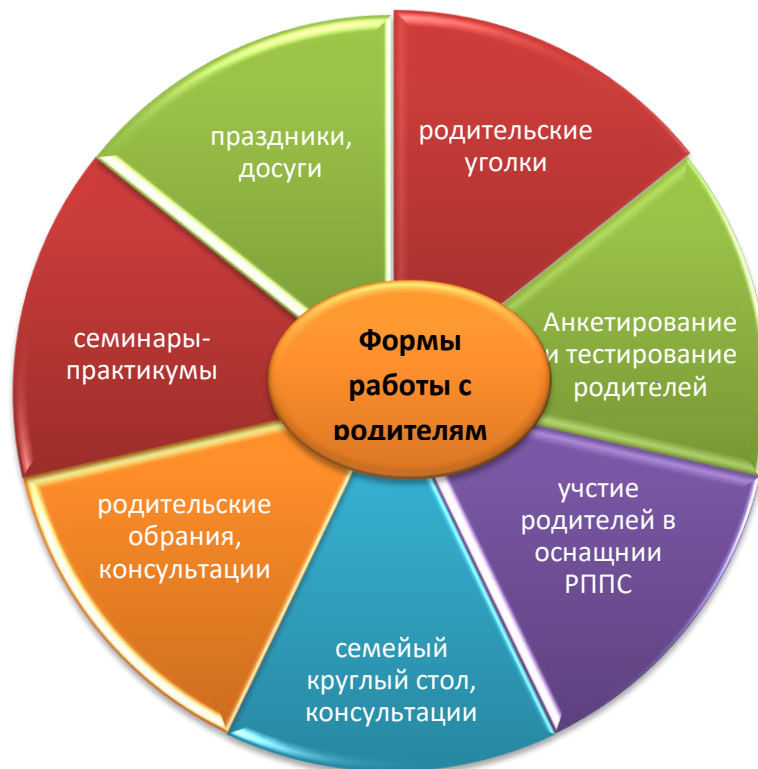 праздники,
досуги
родительские
уголки
Анкетирование
и тестирование
родителей
учстие
родителей в
оснащнии
РППС
семейый
круглый стол,
консультации
родительские
обрания,
консультации
семинары-
практикумы
Формы
работы с
родителям